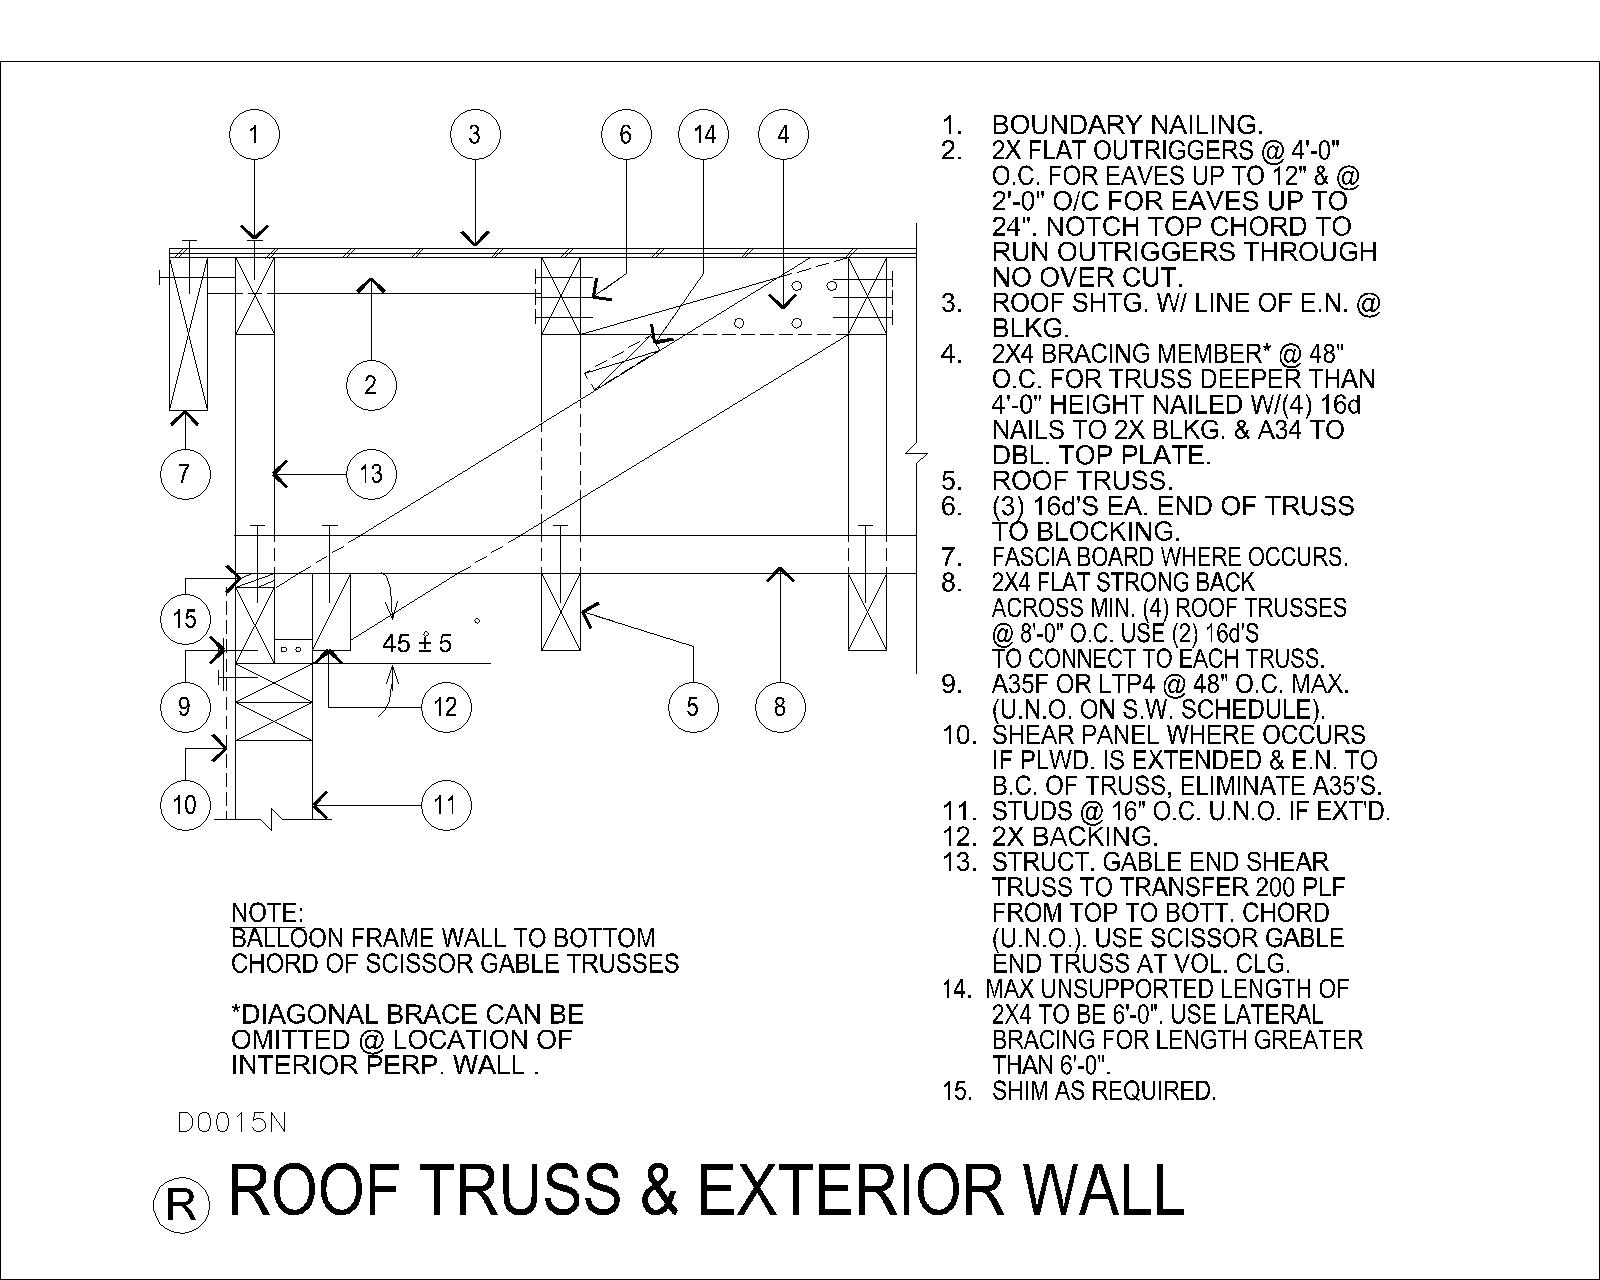 1
3
6
14
4
2
7
13
15
45 ± 5°
9
12
5
8
10
11
1. BOUNDARY NAILING.
2. 2X FLAT OUTRIGGERS @ 4'-0"
O.C. FOR EAVES UP TO 12" & @
2'-0" O/C FOR EAVES UP TO
24". NOTCH TOP CHORD TO
RUN OUTRIGGERS THROUGH
NO OVER CUT.
3. ROOF SHTG. W/ LINE OF E.N. @
BLKG.
4. 2X4 BRACING MEMBER* @ 48"
O.C. FOR TRUSS DEEPER THAN
4'-0" HEIGHT NAILED W/(4) 16d
NAILS TO 2X BLKG. & A34 TO
DBL. TOP PLATE.
5. ROOF TRUSS.
6. (3) 16d'S EA. END OF TRUSS
TO BLOCKING.
7. FASCIA BOARD WHERE OCCURS.
8. 2X4 FLAT STRONG BACK
ACROSS MIN. (4) ROOF TRUSSES
@ 8'-0" O.C. USE (2) 16d'S
TO CONNECT TO EACH TRUSS.
9. A35F OR LTP4 @ 48" O.C. MAX.
(U.N.O. ON S.W. SCHEDULE).
10. SHEAR PANEL WHERE OCCURS
IF PLWD. IS EXTENDED & E.N. TO
B.C. OF TRUSS, ELIMINATE A35'S.
11. STUDS @ 16" O.C. U.N.O. IF EXT'D.
12. 2X BACKING.
13. STRUCT. GABLE END SHEAR
TRUSS TO TRANSFER 200 PLF
FROM TOP TO BOTT. CHORD
(U.N.O.). USE SCISSOR GABLE
END TRUSS AT VOL. CLG.
14. MAX UNSUPPORTED LENGTH OF
2X4 TO BE 6'-0". USE LATERAL
BRACING FOR LENGTH GREATER
THAN 6'-0".
15. SHIM AS REQUIRED.
NOTE:
BALLOON FRAME WALL TO BOTTOM
CHORD OF SCISSOR GABLE TRUSSES
*DIAGONAL BRACE CAN BE
OMITTED @ LOCATION OF
INTERIOR PERP. WALL .
D0015N
R ROOF TRUSS & EXTERIOR WALL